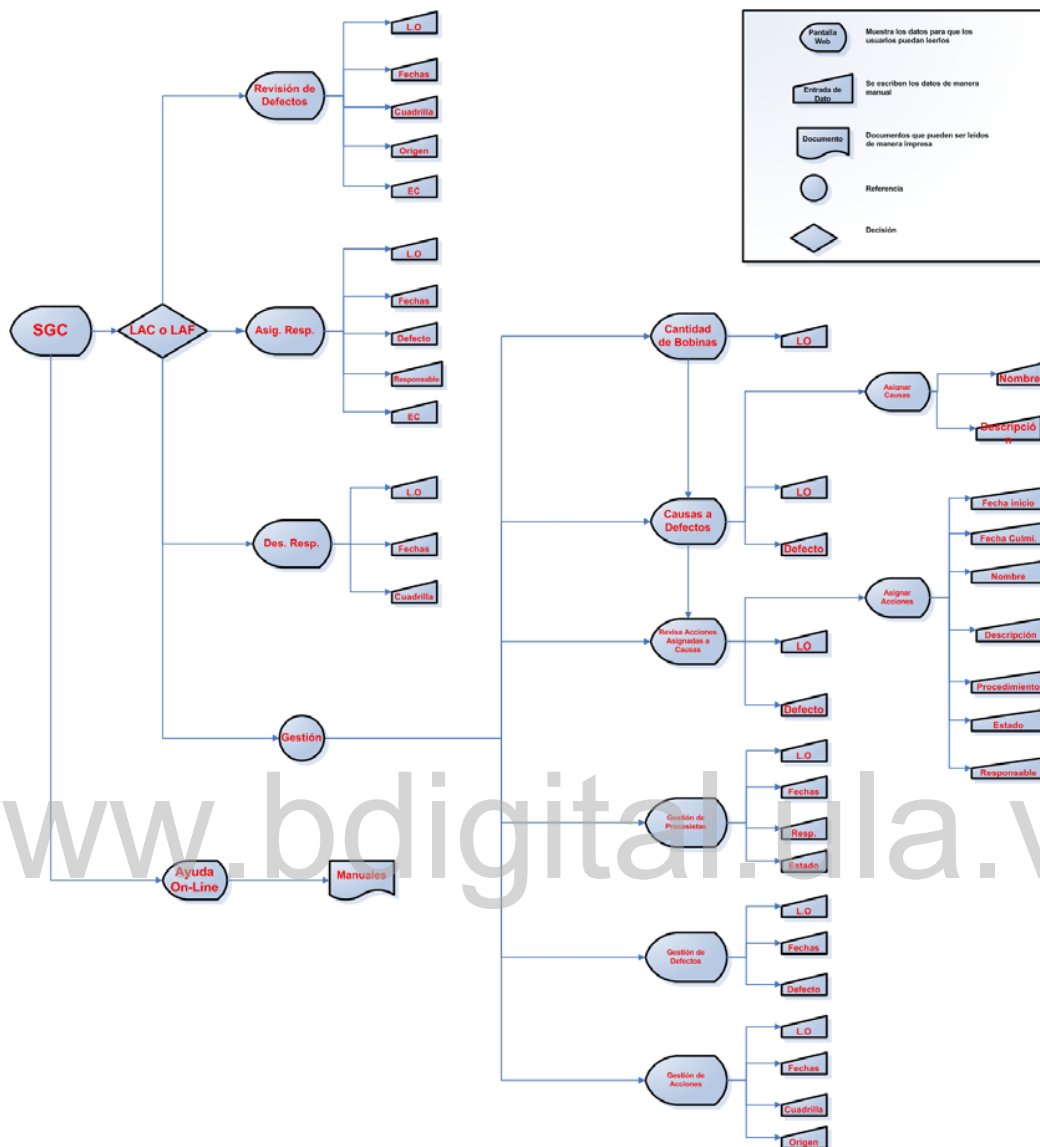 L.O
Fechas
Cuadrilla
Origen
EC
Revisión de
Defectos
Pantalla
Web
Muestra los datos para que los
usuarios puedan leerlos
Entrada de
Dato
Se escriben los datos de manera
manual
Documento
Documentos que pueden ser leídos
de manera impresa
Referencia
Decisión
SGC
LAC o LAF
Asig. Resp.
L.O
Fechas
Defecto
Responsable
EC
Des. Resp.
L.O
Fechas
Cuadrilla
Gestión
Ayuda
On-Line
Manuales
Cantidad
de Bobinas
LO
Causas a
Defectos
LO
Defecto
Asignar
Causas
Nombre
Descripció
n
Revisa Acciones
Asignadas a
Causas
LO
Defecto
Asignar
Acciones
Fecha inicio
Fecha Culmi.
Nombre
Descripción
Procedimiento
Estado
Responsable
Gestión de
Procesistas
L.O
Fechas
Resp.
Estado
Gestión de
Defectos
L.O
Fechas
Defecto
Gestión de
Acciones
L.O
Fechas
Cuadrilla
Origen
ww.bdigital.ula.v